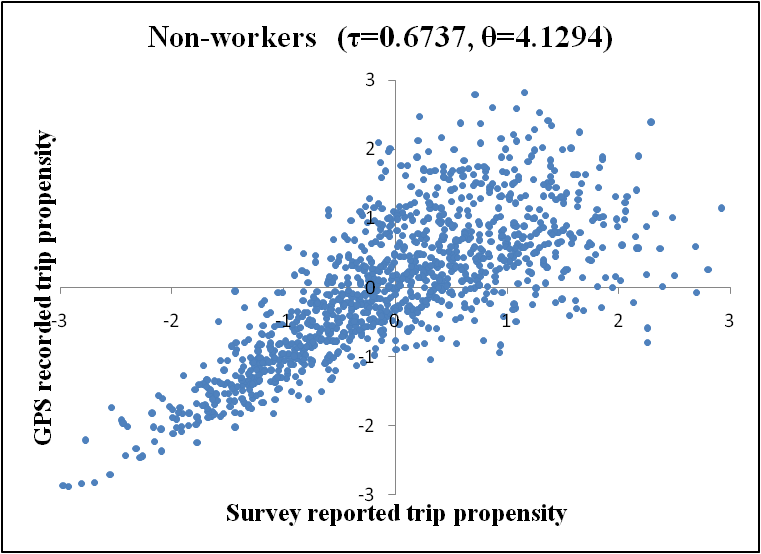 Non-workers (τ=0.6737, θ=4.1294)
GPS recorded trip propensity
3
2
1
0
-1
-2
-3
-3 -2 -1 0 1 2 3
Survey reported trip propensity